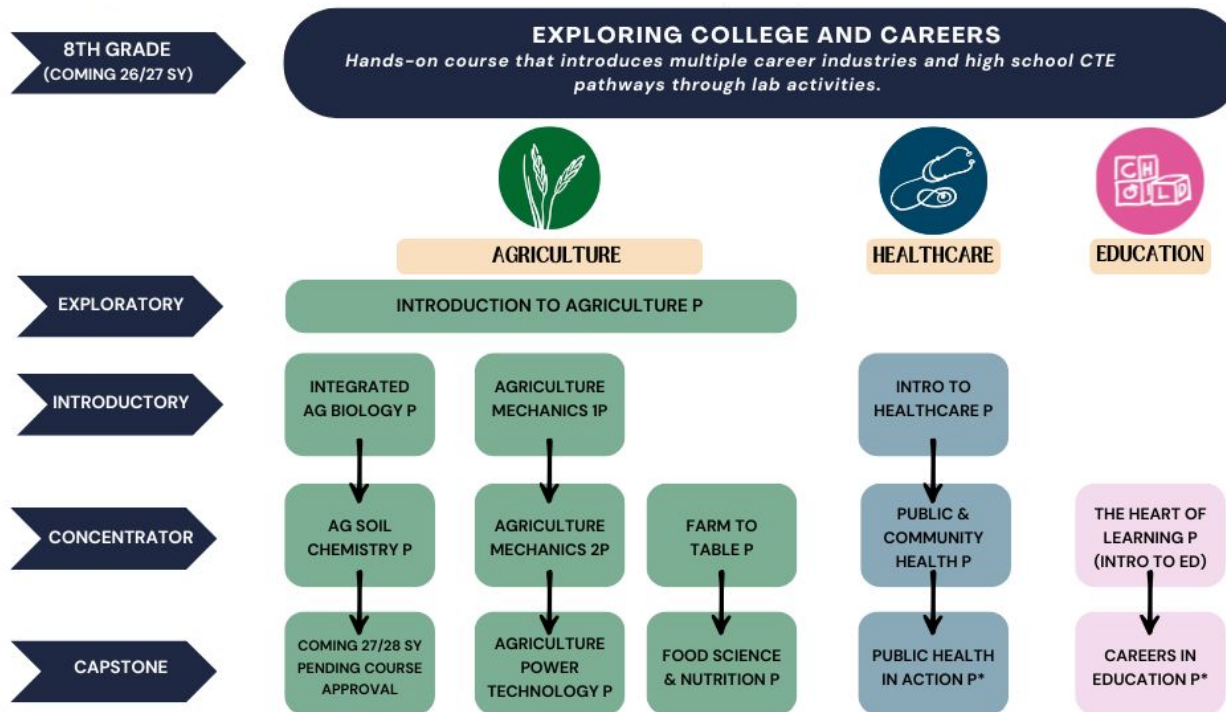 8TH GRADE
(COMING 26/27 SY)
EXPLORING COLLEGE AND CAREERS
Hands-on course that introduces multiple career industries and high school CTE
pathways through lab activities.
CH
OILD
AGRICULTURE
HEALTHCARE
EDUCATION
EXPLORATORY
INTRODUCTION TO AGRICULTURE P
INTRODUCTORY
INTEGRATED
AG BIOLOGY P
AGRICULTURE
MECHANICS 1P
INTRO TO
HEALTHCARE P
CONCENTRATOR
AG SOIL
CHEMISTRY P
AGRICULTURE
MECHANICS 2P
FARM TO
TABLE P
PUBLIC &
COMMUNITY
HEALTH P
THE HEART OF
LEARNING P
(INTRO TO ED)
CAPSTONE
COMING 27/28 SY
PENDING COURSE
APPROVAL
AGRICULTURE
POWER
TECHNOLOGY P
FOOD SCIENCE
& NUTRITION P
PUBLIC HEALTH
IN ACTION P*
CAREERS IN
EDUCATION P*